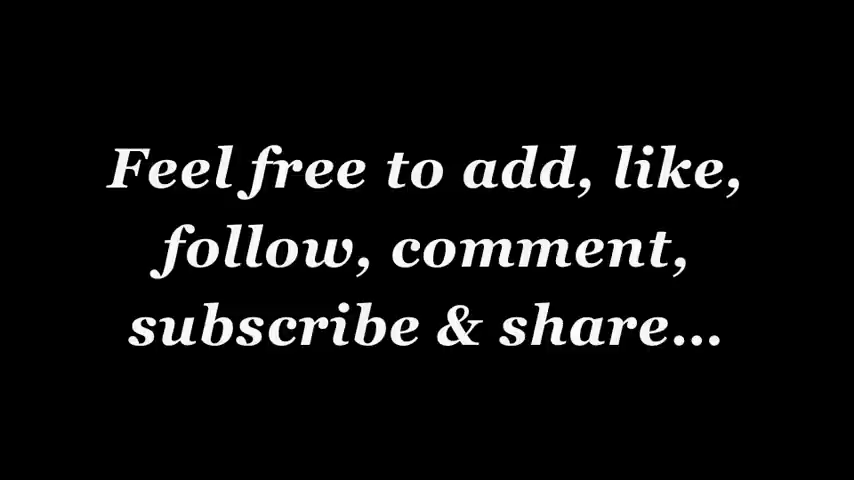 Feel free to add, like,
follow, comment,
subscribe & share...